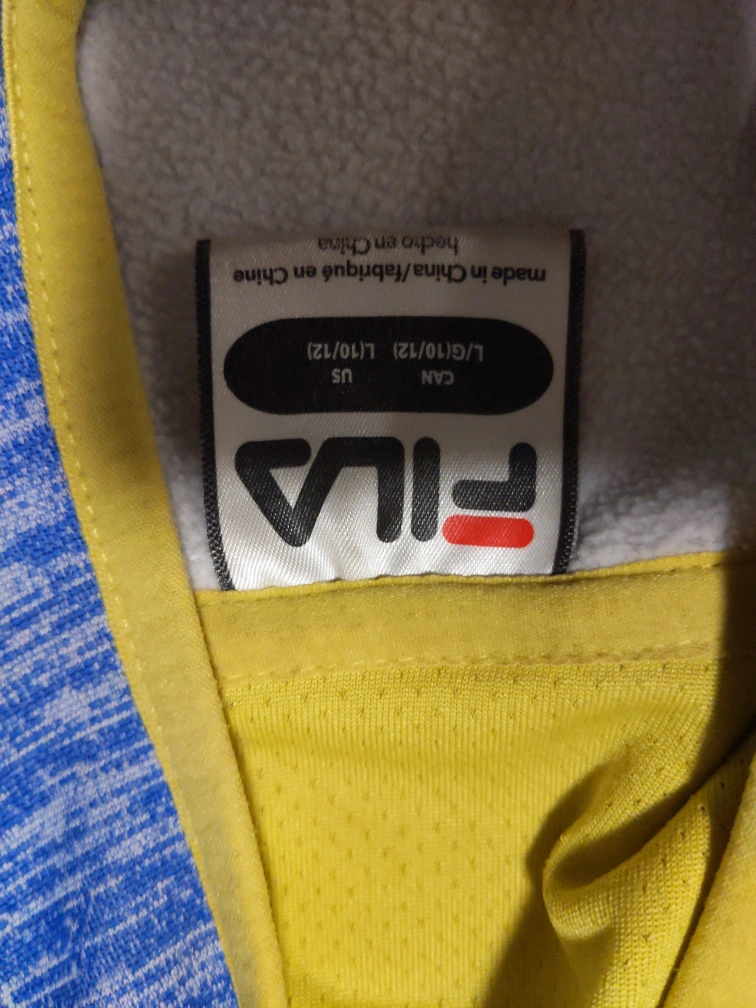 FILA
CAN US
L/G(10/12) L(10/12)
made in China/fabriqué en Chine
hecho en China